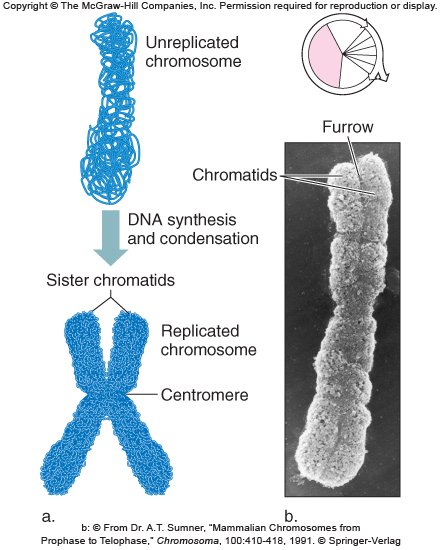 Copyright © The McGraw-Hill Companies, Inc. Permission required for reproduction or display.
Unreplicated
chromosome
DNA synthesis
and condensation
Sister chromatids
Replicated
chromosome
Centromere
a.
Furrow
Chromatids
b.
b: © From Dr. A.T. Sumner, "Mammalian Chromosomes from
Prophase to Telophase," Chromosoma, 100:410-418, 1991. © Springer-Verlag